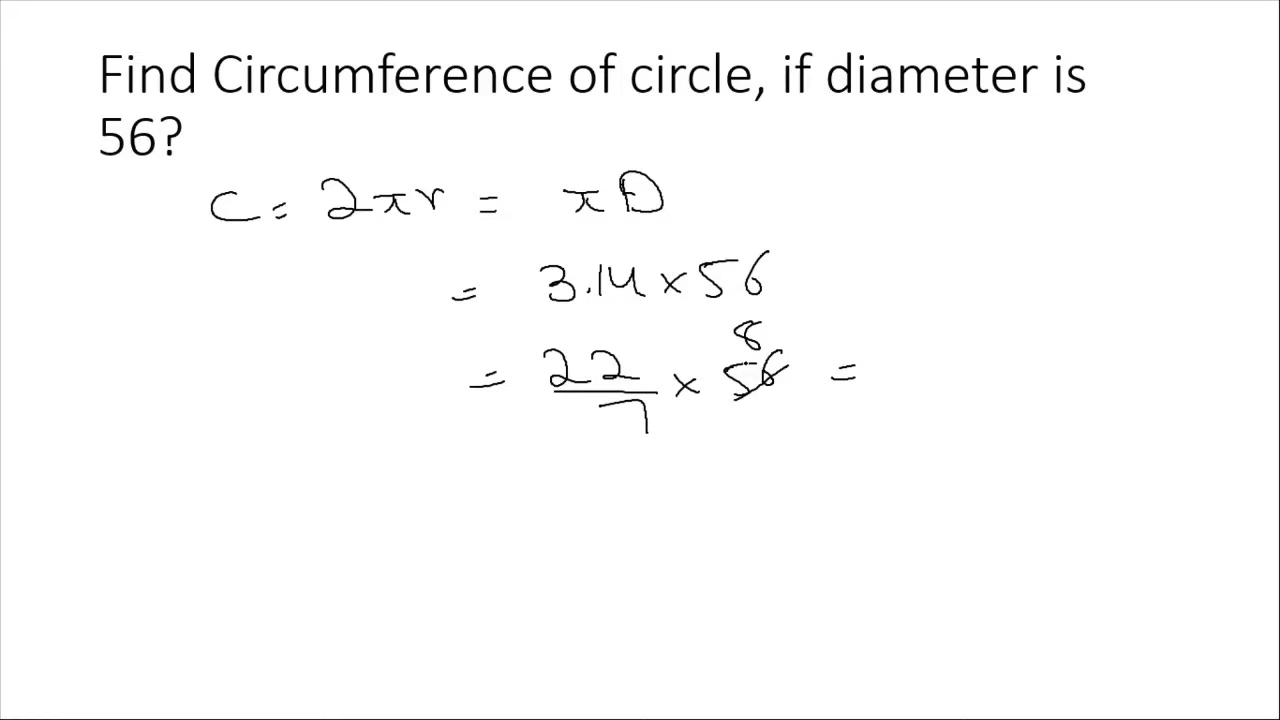 Find Circumference of circle, if diameter is
56?
C = 2πr = πD
= 3.14 × 56
8
= 22/7 × 56 =